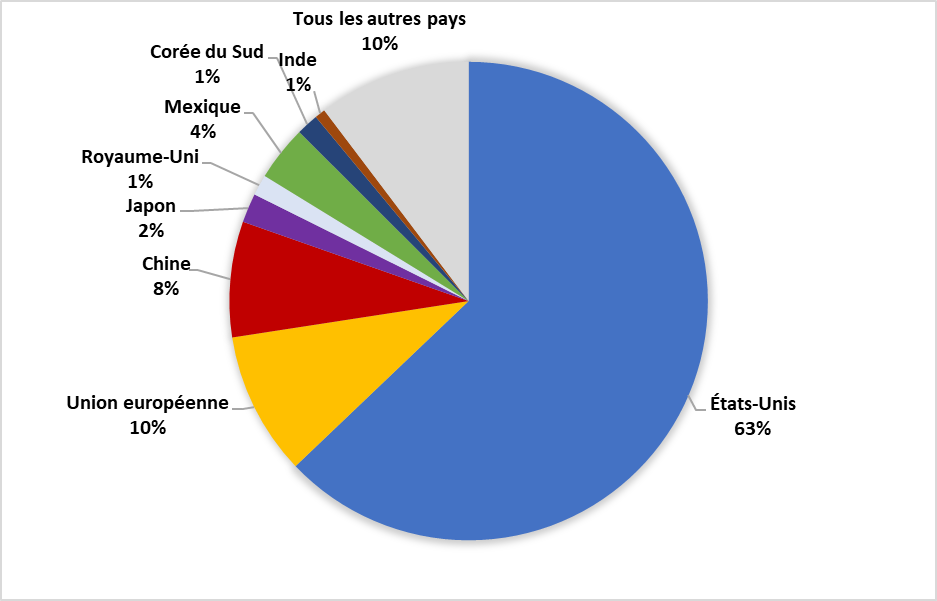 Tous les autres pays
10%
Corée du Sud
1%
Inde
1%
Mexique
4%
Royaume-Uni
1%
Japon
2%
Chine
8%
Union européenne
10%
États-Unis
63%